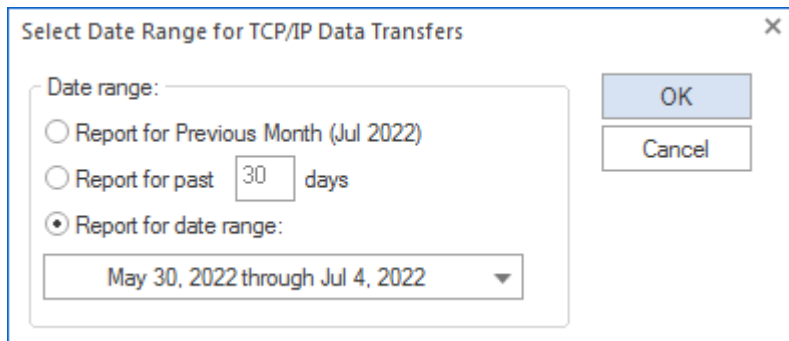 Select Date Range for TCP/IP Data Transfers
Date range:
OK
Report for Previous Month (Jul 2022)
Cancel
Report for past 30 days
Report for date range:
May 30, 2022 through Jul 4, 2022